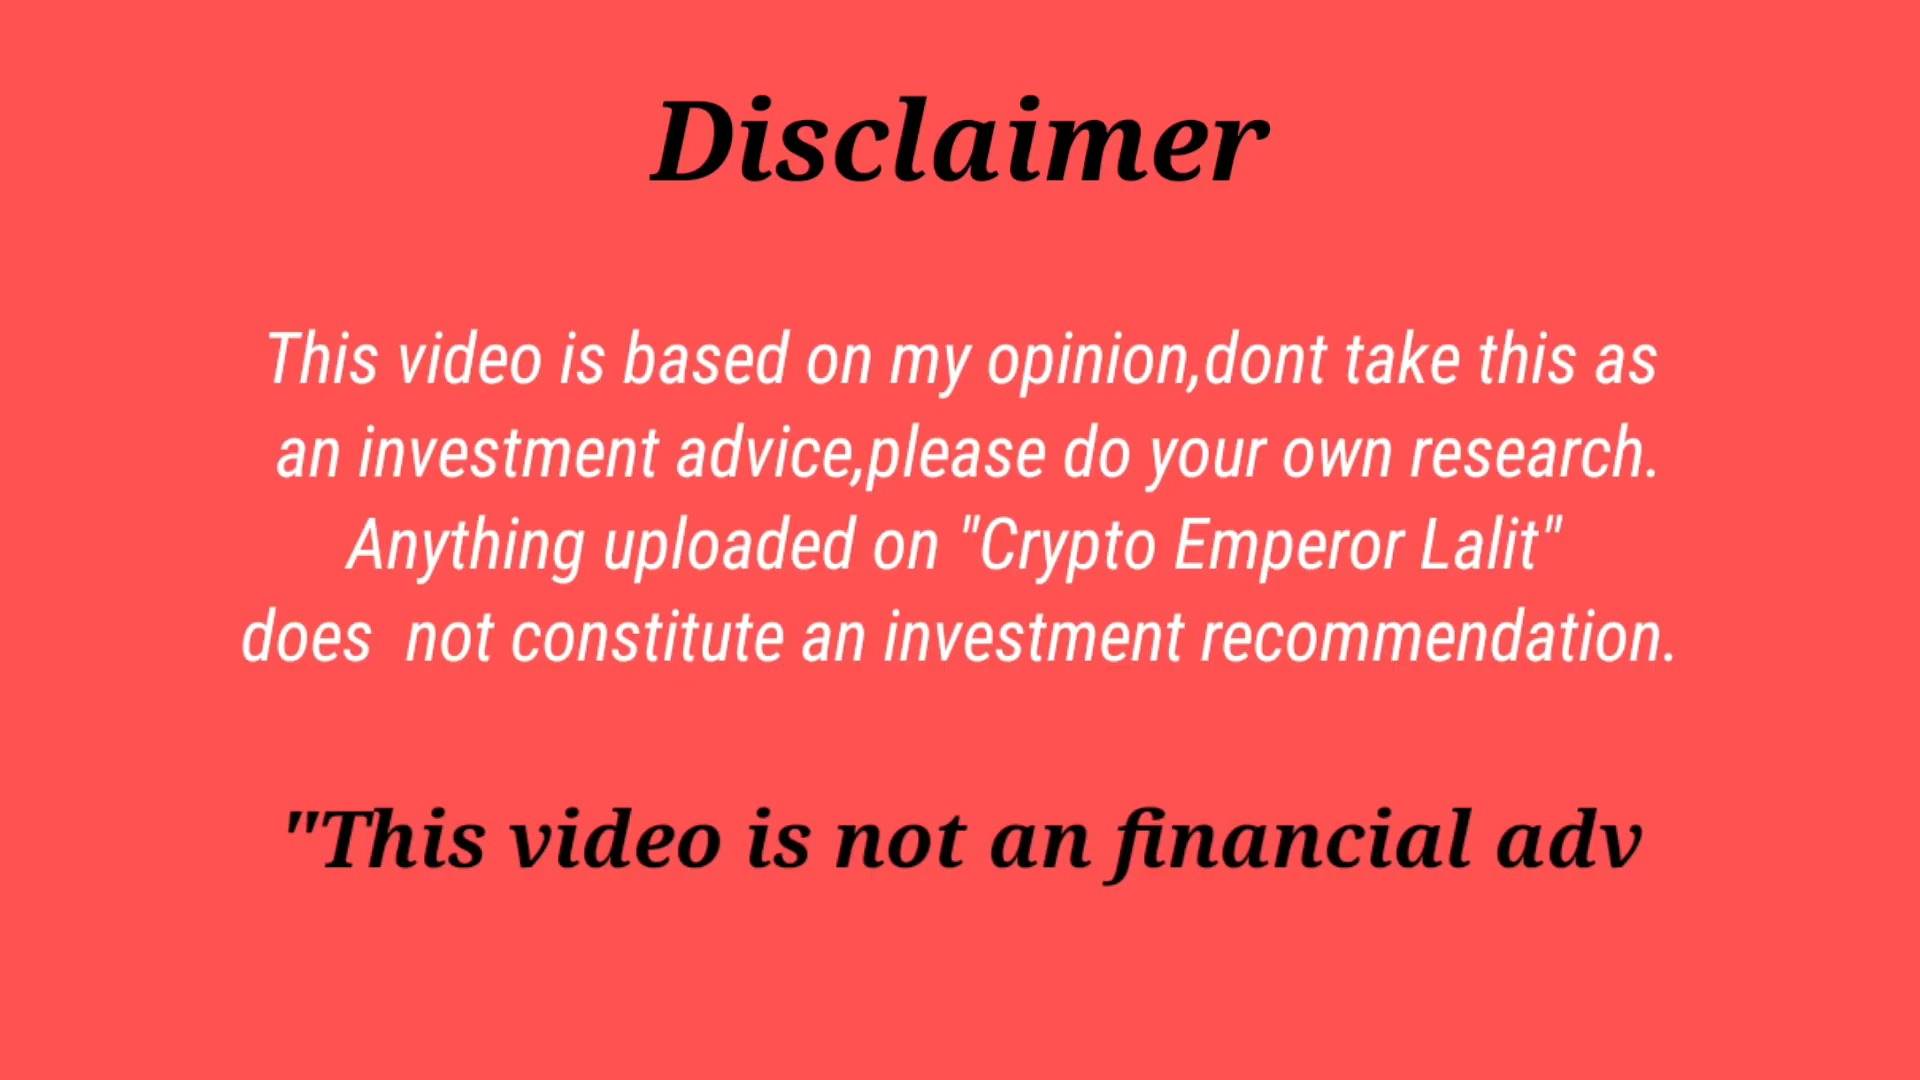 Disclaimer
This video is based on my opinion,dont take this as
an investment advice,please do your own research.
Anything uploaded on "Crypto Emperor Lalit"
does  not constitute an investment recommendation.
"This video is not an financial adv